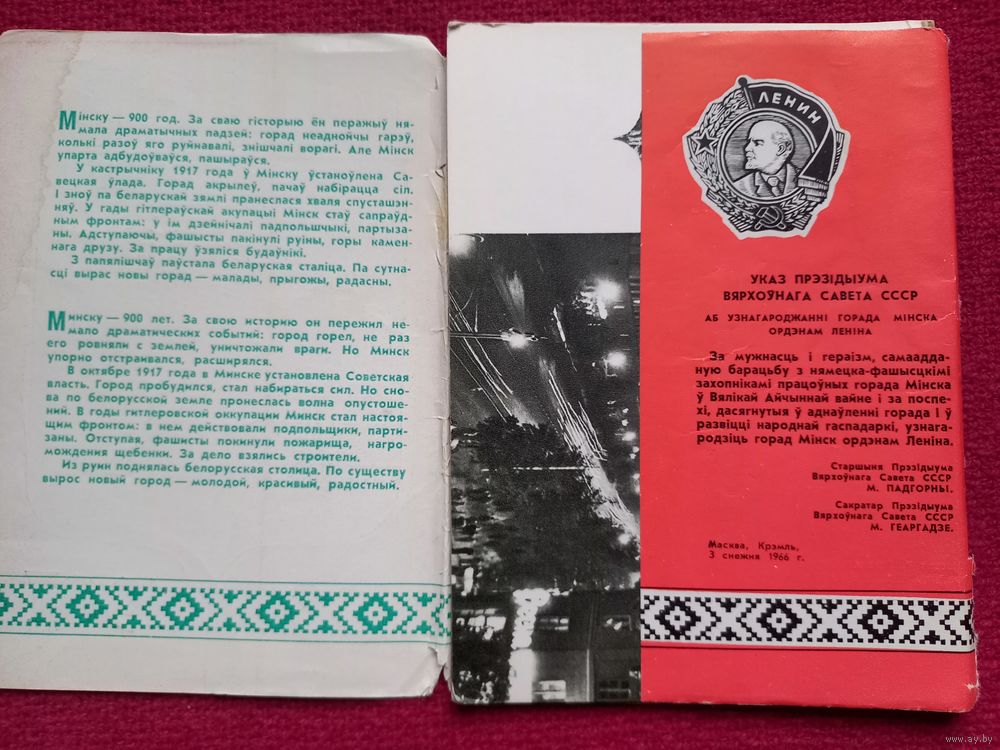 Мінску — 900 год. За сваю гісторыю ён перажыў ня-
мала драматычных падзей: горад неаднойчы гарэў,
колькі разоў яго руйнавалі, знішчалі ворагі. Але Мінск
упарта адбудоўваўся, пашыраўся.
У кастрычніку 1917 года ў Мінску ўстаноўлена Са-
вецкая ўлада. Горад акрылеў, пачаў набірацца сіл.
І зноў па беларускай зямлі пранеслася хваля спусташэн-
няў. У гады гітлераўскай акупацыі Мінск стаў сапраўд-
ным фронтам: у ім дзейнічалі падпольшчыкі, партыза-
ны. Адступаючы, фашысты пакінулі руіны, горы камен-
нага друзу. За працу ўзяліся будаўнікі.
З папялішчаў паўстала беларуская сталіца. Па сутна-
сці вырас новы горад — малады, прыгожы, радасны.
Минску — 900 лет. За свою историю он пережил не-
мало драматических событий: город горел, не раз
его ровняли с землей, уничтожали враги. Но Минск
упорно отстраивался, расширялся.
В октябре 1917 года в Минске установлена Советская
власть. Город пробудился, стал набираться сил. Но сно-
ва по белорусской земле пронеслась волна опустоше-
ний. В годы гитлеровской оккупации Минск стал настоя-
щим фронтом: в нем действовали подпольщики, парти-
заны. Отступая, фашисты покинули пожарища, нагро-
мождения щебенки. За дело взялись строители.
Из руин поднялась белорусская столица. По существу
вырос новый город — молодой, красивый, радостный.
ЛЕНИН
УКАЗ ПРЭЗІДЫУМА
ВЯРХОЎНАГА САВЕТА СССР
АБ УЗНАГАРОДЖАННІ ГОРАДА МІНСКА
ОРДЭНАМ ЛЕНІНА
За мужнасць і гераізм, самаадда-
ную барацьбу з нямецка-фашысцкімі
захопнікамі працоўных горада Мінска
ў Вялікай Айчыннай вайне і за поспе-
хі, дасягнутыя ў аднаўленні горада і ў
развіцці народнай гаспадаркі, узнага-
родзіць горад Мінск ордэнам Леніна.
Старшыня Прэзідыума
Вярхоўнага Савета СССР
М. ПАДГОРНЫ.
Сакратар Прэзідыума
Вярхоўнага Савета СССР
М. ГЕАРГАДЗЕ.
Масква, Крэмль.
3 снежня 1966 г.
www.ay.by